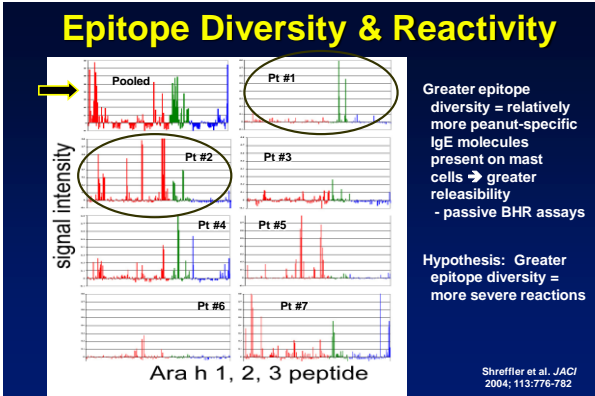 Epitope Diversity & Reactivity
Pooled
Pt #1
Pt #2
Pt #3
Pt #4
Pt #5
Pt #6
Pt #7
signal intensity
Ara h 1, 2, 3 peptide
Greater epitope
diversity = relatively
more peanut-specific
IgE molecules
present on mast
cells ➔ greater
releasibility
- passive BHR assays
Hypothesis: Greater
epitope diversity =
more severe reactions
Shreffler et al. JACI
2004; 113:776-782